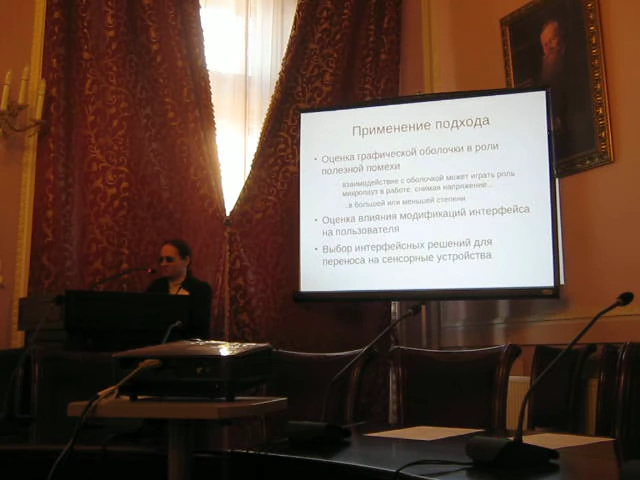 Применение подхода
• Оценка графической оболочки в роли
полезной помехи
взаимодействие с оболочкой может играть роль
микропауз в работе, снимая напряжение...
...в большей или меньшей степени
• Оценка влияния модификаций интерфейса
на пользователя
• Выбор интерфейсных решений для
переноса на сенсорные устройства